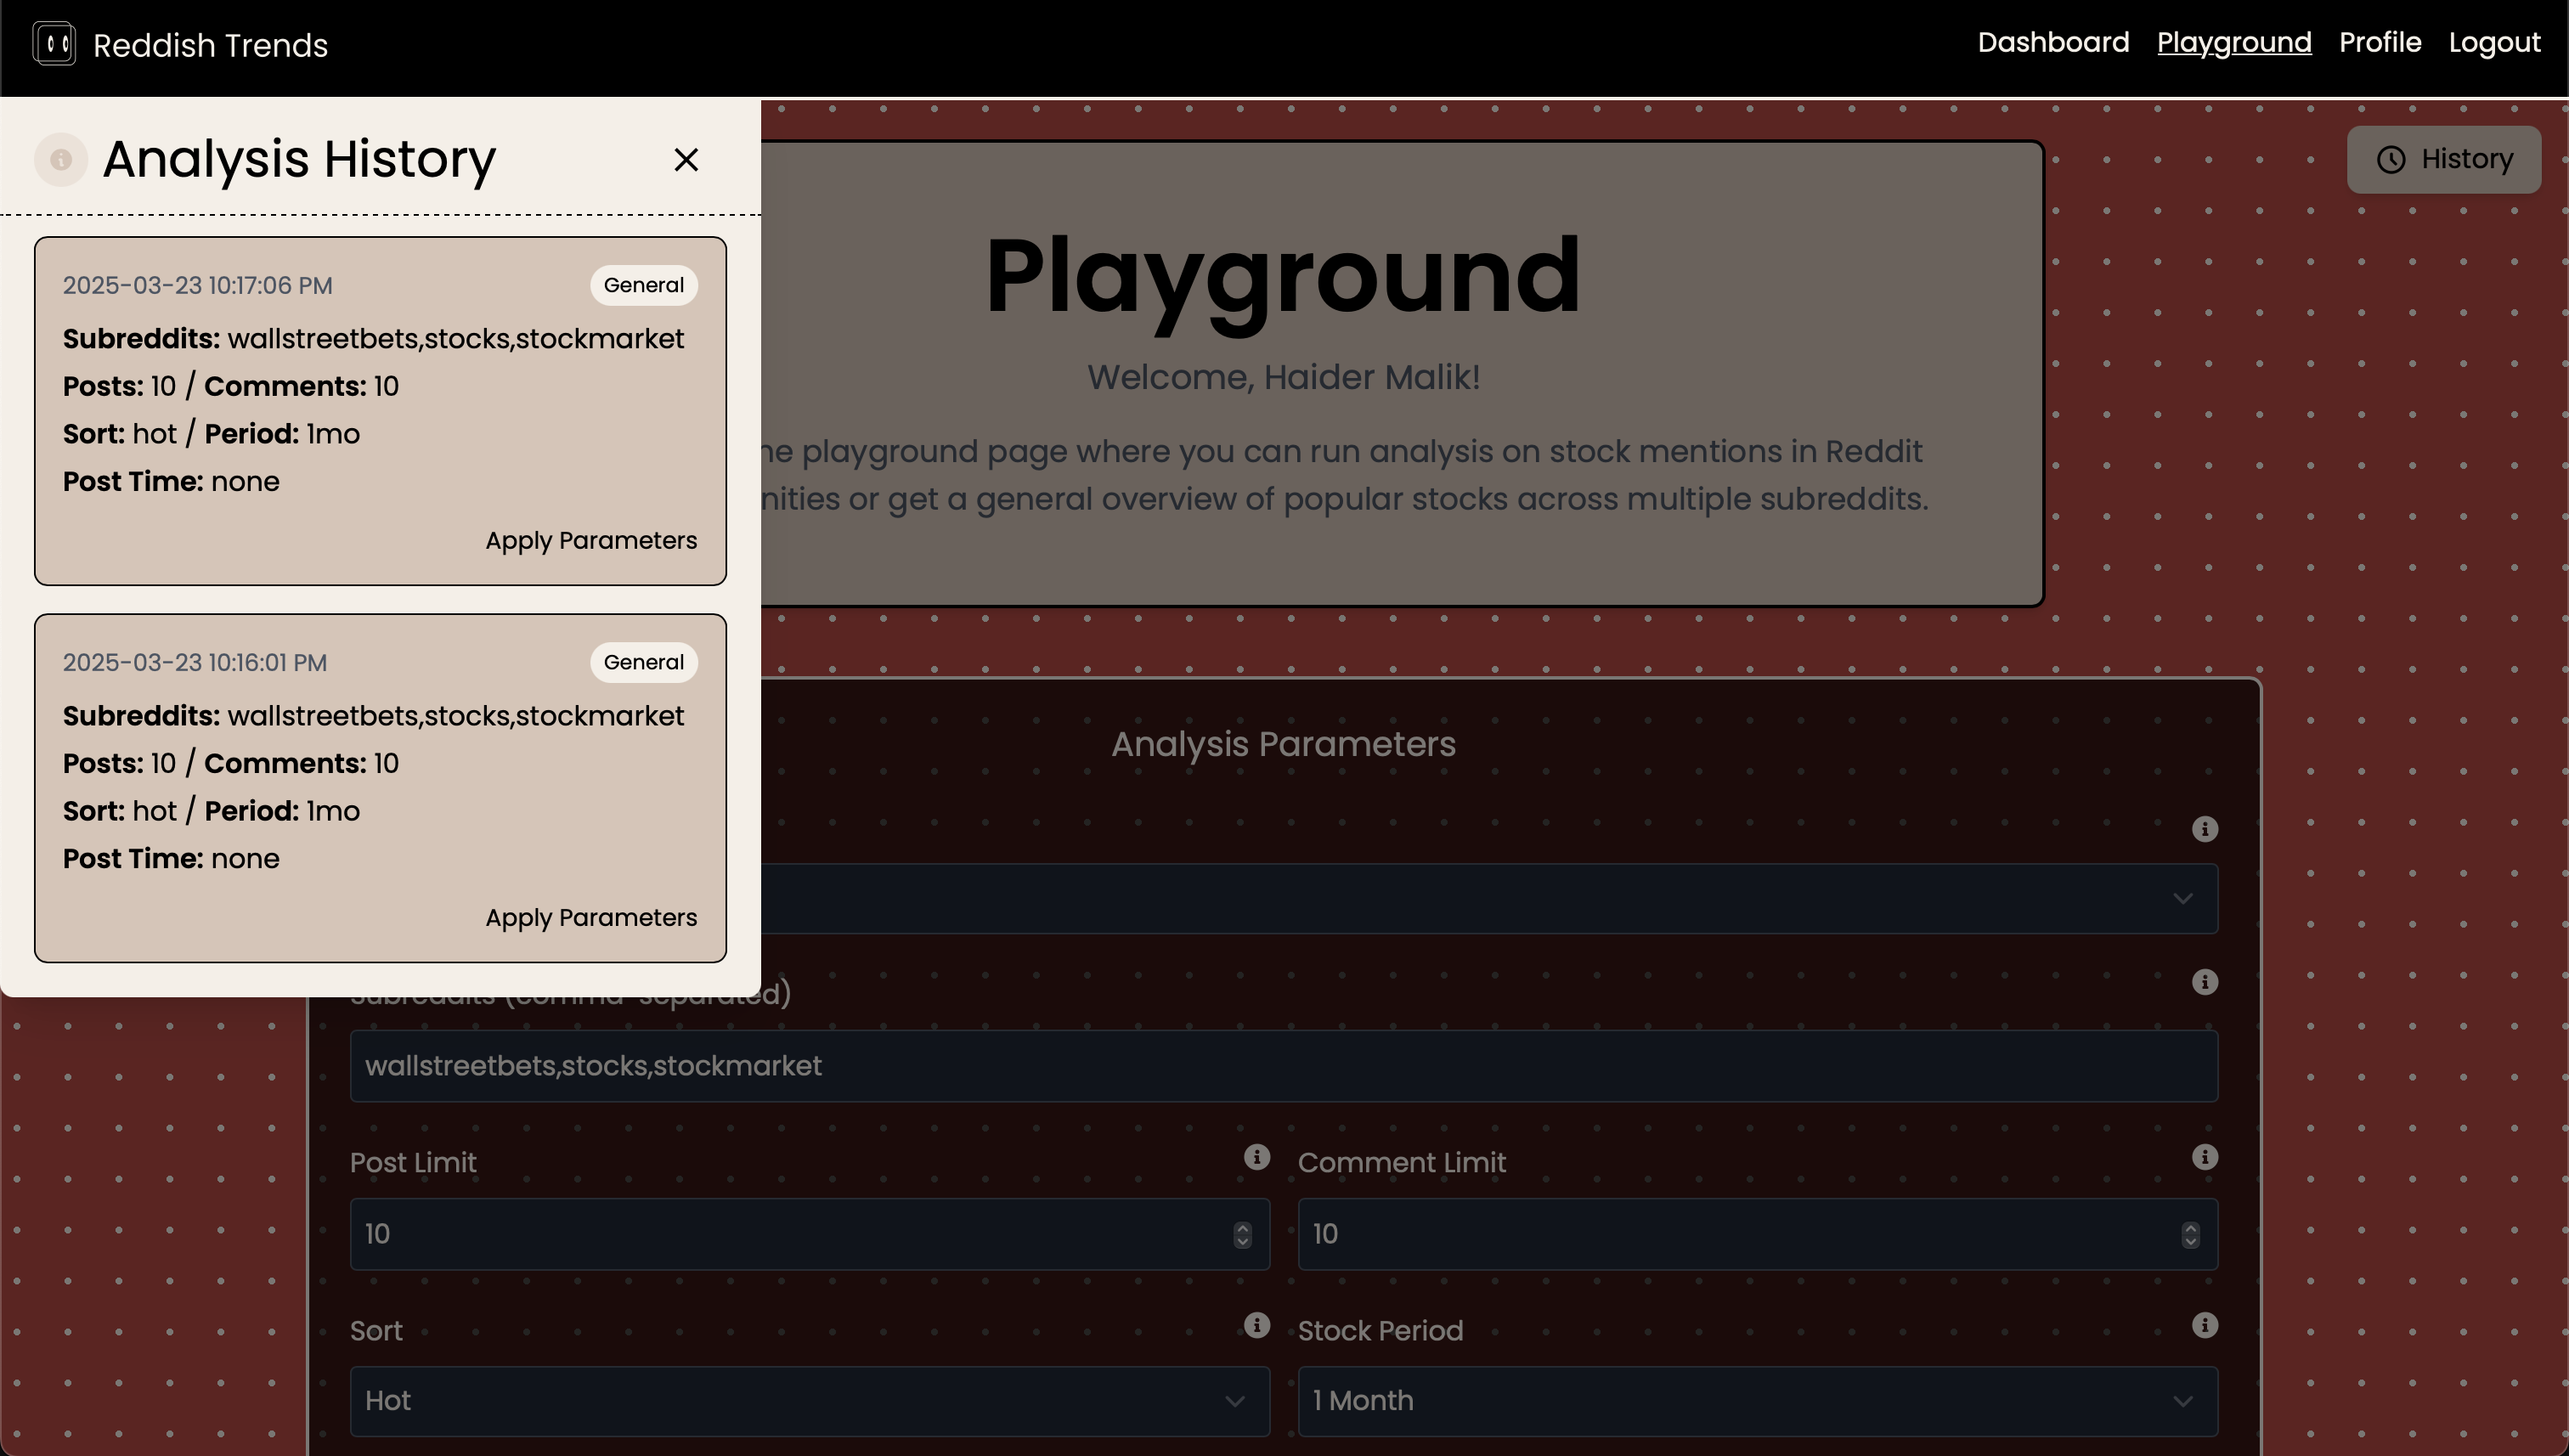 Reddish Trends
Dashboard Playground Profile Logout
Analysis History
2025-03-23 10:17:06 PM General
Subreddits: wallstreetbets,stocks,stockmarket
Posts: 10 / Comments: 10
Sort: hot / Period: 1mo
Post Time: none
Apply Parameters
2025-03-23 10:16:01 PM General
Subreddits: wallstreetbets,stocks,stockmarket
Posts: 10 / Comments: 10
Sort: hot / Period: 1mo
Post Time: none
Apply Parameters
History
Playground
Welcome, Haider Malik!
playground page where you can run analysis on stock mentions in Reddit
or get a general overview of popular stocks across multiple subreddits.
Analysis Parameters
Subreddits (comma-separated)
wallstreetbets,stocks,stockmarket
Post Limit Comment Limit
10 10
Sort Stock Period
Hot 1 Month